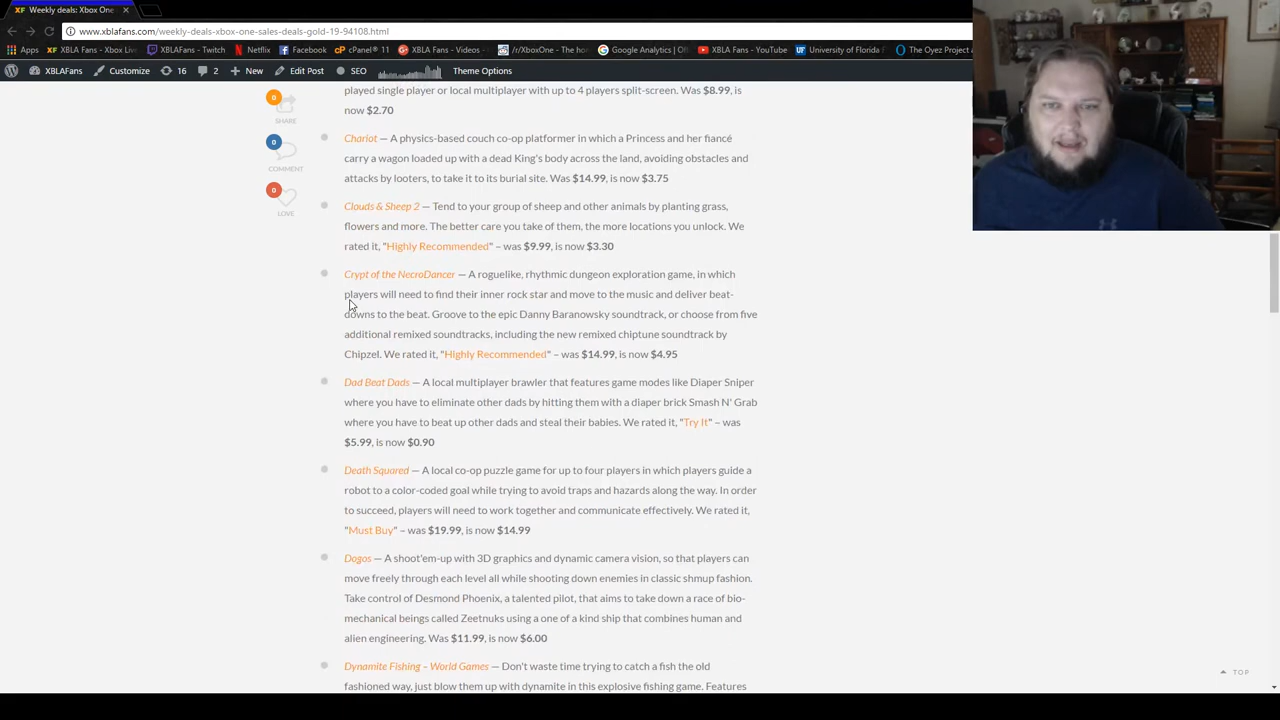 XF Weekly deals: Xbox One
www.xblafans.com/weekly-deals-xbox-one-sales-deals-gold-19-94108.html
Apps XBLA Fans - Xbox Live XBLAFans - Twitch Netflix Facebook cPanel® 11 XBLA Fans - Videos - /r/XboxOne - The ho Google Analytics | Of XBLA Fans - YouTube University of Florida The Oyez Project
XBLAFans Customize 16 2 New Edit Post SEO Theme Options
played single player or local multiplayer with up to 4 players split-screen. Was $8.99, is
now $2.70
0
SHARE
0
COMMENT
0
LOVE
Chariot — A physics-based couch co-op platformer in which a Princess and her fiancé
carry a wagon loaded up with a dead King's body across the land, avoiding obstacles and
attacks by looters, to take it to its burial site. Was $14.99, is now $3.75
Clouds & Sheep 2 — Tend to your group of sheep and other animals by planting grass,
flowers and more. The better care you take of them, the more locations you unlock. We
rated it, "Highly Recommended" – was $9.99, is now $3.30
Crypt of the NecroDancer — A roguelike, rhythmic dungeon exploration game, in which
players will need to find their inner rock star and move to the music and deliver beat-
downs to the beat. Groove to the epic Danny Baranowsky soundtrack, or choose from five
additional remixed soundtracks, including the new remixed chiptune soundtrack by
Chipzel. We rated it, "Highly Recommended" – was $14.99, is now $4.95
Dad Beat Dads — A local multiplayer brawler that features game modes like Diaper Sniper
where you have to eliminate other dads by hitting them with a diaper brick Smash N' Grab
where you have to beat up other dads and steal their babies. We rated it, "Try It" – was
$5.99, is now $0.90
Death Squared — A local co-op puzzle game for up to four players in which players guide a
robot to a color-coded goal while trying to avoid traps and hazards along the way. In order
to succeed, players will need to work together and communicate effectively. We rated it,
"Must Buy" – was $19.99, is now $14.99
Dogos — A shoot'em-up with 3D graphics and dynamic camera vision, so that players can
move freely through each level all while shooting down enemies in classic shmup fashion.
Take control of Desmond Phoenix, a talented pilot, that aims to take down a race of bio-
mechanical beings called Zeetnuks using a one of a kind ship that combines human and
alien engineering. Was $11.99, is now $6.00
Dynamite Fishing – World Games — Don't waste time trying to catch a fish the old
fashioned way, just blow them up with dynamite in this explosive fishing game. Features
TOP